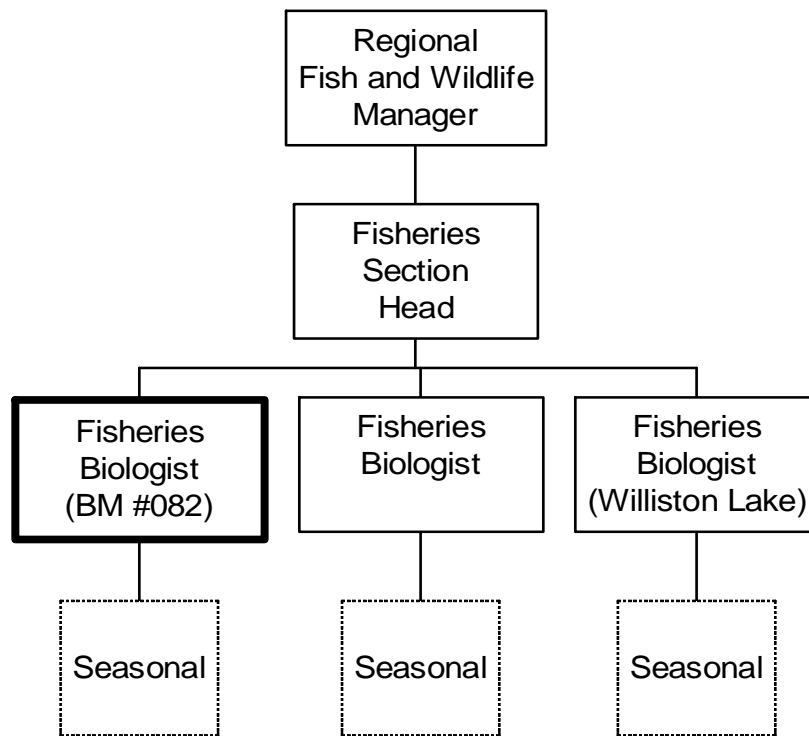 Regional
Fish and Wildlife
Manager
Fisheries
Section
Head
Fisheries
Biologist
(BM #082)
Fisheries
Biologist
Fisheries
Biologist
(Williston Lake)
Seasonal
Seasonal
Seasonal